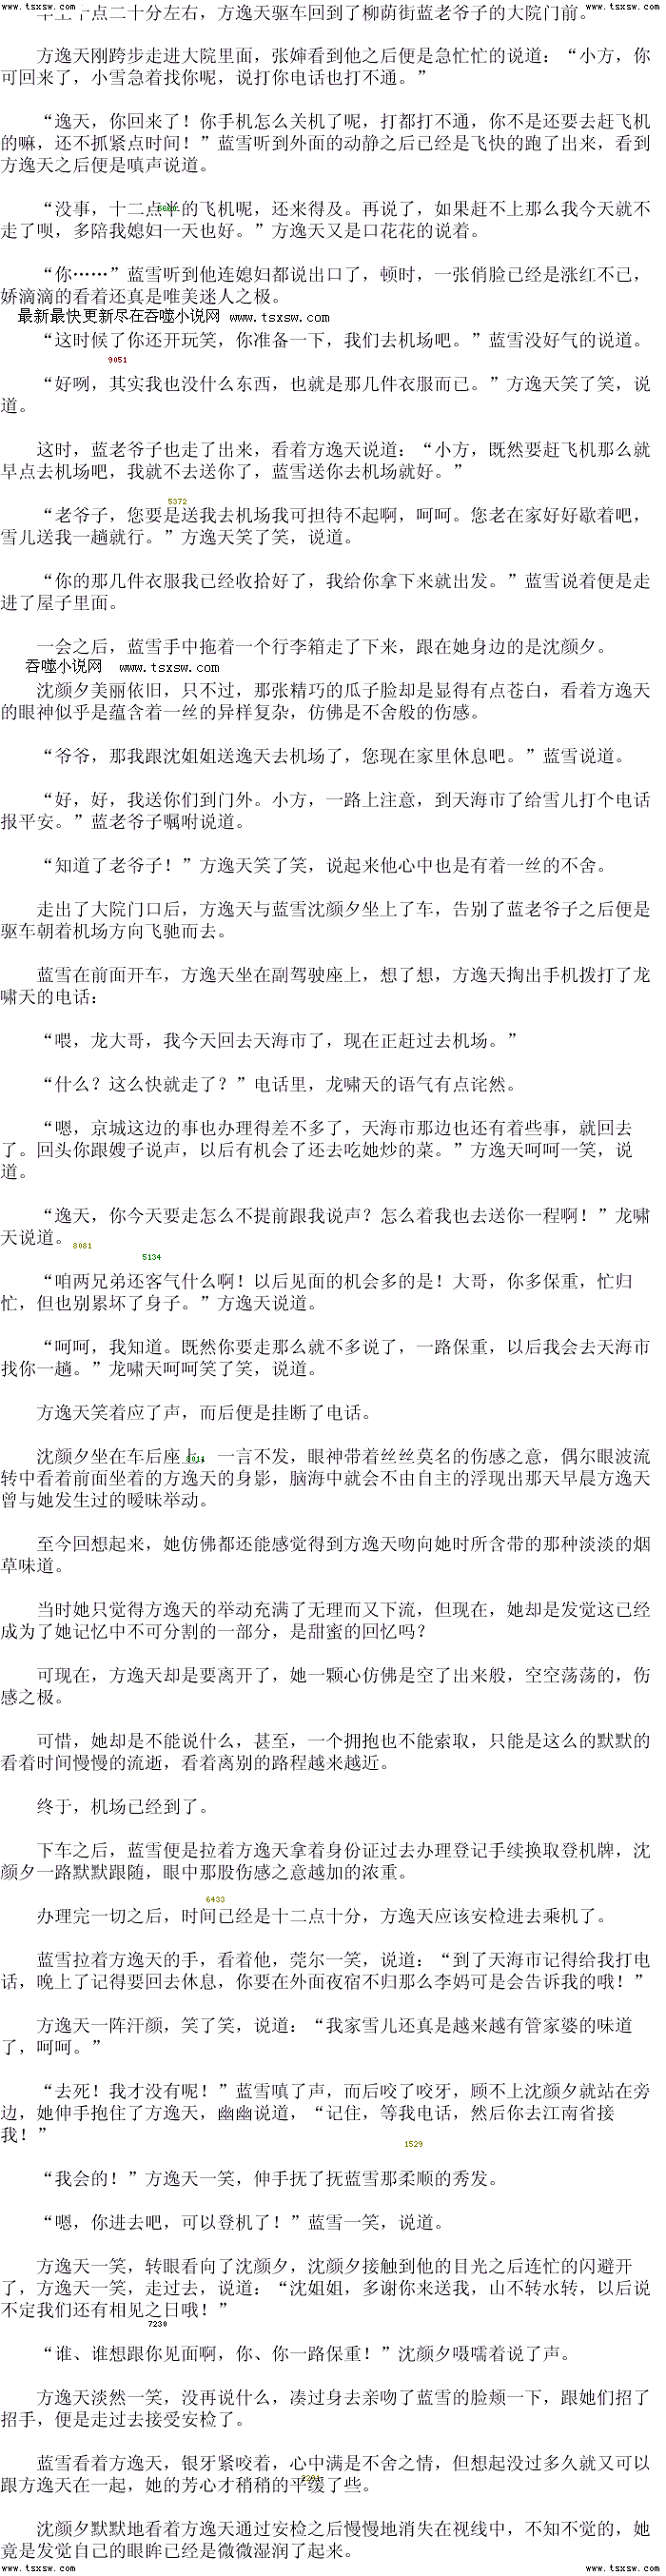 www.tsxsw.com www.tsxsw.com
早上十点二十分左右，方逸天驱车回到了柳荫街蓝老爷子的大院门前。
方逸天刚跨步走进大院里面，张婶看到他之后便是急忙忙的说道：“小方，你
可回来了，小雪急着找你呢，说打你电话也打不通。”
“逸天，你回来了！你手机怎么关机了呢，打都打不通，你不是还要去赶飞机
的嘛，还不抓紧点时间！”蓝雪听到外面的动静之后已经是飞快的跑了出来，看到
方逸天之后便是嗔声说道。
“没事，十二点半的飞机呢，还来得及。再说了，如果赶不上那么我今天就不
走了呗，多陪我媳妇一天也好。”方逸天又是口花花的说着。
“你……”蓝雪听到他连媳妇都说出口了，顿时，一张俏脸已经是涨红不已，
娇滴滴的看着还真是唯美迷人之极。
最新最快更新尽在吞噬小说网 www.tsxsw.com
“这时候了你还开玩笑，你准备一下，我们去机场吧。”蓝雪没好气的说道。
9051
“好咧，其实我也没什么东西，也就是那几件衣服而已。”方逸天笑了笑，说
道。
这时，蓝老爷子也走了出来，看着方逸天说道：“小方，既然要赶飞机那么就
早点去机场吧，我就不去送你了，蓝雪送你去机场就好。”
5372
“老爷子，您要是送我去机场我可担待不起啊，呵呵。您老在家好好歇着吧，
雪儿送我一趟就行。”方逸天笑了笑，说道。
“你的那几件衣服我已经收拾好了，我给你拿下来就出发。”蓝雪说着便是走
进了屋子里面。
一会之后，蓝雪手中拖着一个行李箱走了下来，跟在她身边的是沈颜夕。
吞噬小说网 www.tsxsw.com
沈颜夕美丽依旧，只不过，那张精巧的瓜子脸却是显得有点苍白，看着方逸天
的眼神似乎是蕴含着一丝的异样复杂，仿佛是不舍般的伤感。
“爷爷，那我跟沈姐姐送逸天去机场了，您现在家里休息吧。”蓝雪说道。
“好，好，我送你们到门外。小方，一路上注意，到天海市了给雪儿打个电话
报平安。”蓝老爷子嘱咐说道。
“知道了老爷子！”方逸天笑了笑，说起来他心中也是有着一丝的不舍。
走出了大院门口后，方逸天与蓝雪沈颜夕坐上了车，告别了蓝老爷子之后便是
驱车朝着机场方向飞驰而去。
蓝雪在前面开车，方逸天坐在副驾驶座上，想了想，方逸天掏出手机拨打了龙
啸天的电话：
“喂，龙大哥，我今天回去天海市了，现在正赶过去机场。”
“什么？这么快就走了？”电话里，龙啸天的语气有点诧然。
“嗯，京城这边的事也办理得差不多了，天海市那边也还有着些事，就回去
了。回头你跟嫂子说声，以后有机会了还去吃她炒的菜。”方逸天呵呵一笑，说
道。
“逸天，你今天要走怎么不提前跟我说声？怎么着我也去送你一程啊！”龙啸
天说道。
8081
5134
“咱两兄弟还客气什么啊！以后见面的机会多的是！大哥，你多保重，忙归
忙，但也别累坏了身子。”方逸天说道。
“呵呵，我知道。既然你要走那么就不多说了，一路保重，以后我会去天海市
找你一趟。”龙啸天呵呵笑了笑，说道。
方逸天笑着应了声，而后便是挂断了电话。
沈颜夕坐在车后座上，一言不发，眼神带着丝丝莫名的伤感之意，偶尔眼波流
转中看着前面坐着的方逸天的身影，脑海中就会不由自主的浮现出那天早晨方逸天
曾与她发生过的暧昧举动。
至今回想起来，她仿佛都还能感觉得到方逸天吻向她时所含带的那种淡淡的烟
草味道。
当时她只觉得方逸天的举动充满了无理而又下流，但现在，她却是发觉这已经
成为了她记忆中不可分割的一部分，是甜蜜的回忆吗？
可现在，方逸天却是要离开了，她一颗心仿佛是空了出来般，空空荡荡的，伤
感之极。
可惜，她却是不能说什么，甚至，一个拥抱也不能索取，只能是这么的默默的
看着时间慢慢的流逝，看着离别的路程越来越近。
终于，机场已经到了。
下车之后，蓝雪便是拉着方逸天拿着身份证过去办理登记手续换取登机牌，沈
颜夕一路默默跟随，眼中那股伤感之意越加的浓重。
6433
办理完一切之后，时间已经是十二点十分，方逸天应该安检进去乘机了。
蓝雪拉着方逸天的手，看着他，莞尔一笑，说道：“到了天海市记得给我打电
话，晚上了记得要回去休息，你要在外面夜宿不归那么李妈可是会告诉我的哦！”
方逸天一阵汗颜，笑了笑，说道：“我家雪儿还真是越来越有管家婆的味道
了，呵呵。”
“去死！我才没有呢！”蓝雪嗔了声，而后咬了咬牙，顾不上沈颜夕就站在旁
边，她伸手抱住了方逸天，幽幽说道，“记住，等我电话，然后你去江南省接
我！”
1529
“我会的！”方逸天一笑，伸手抚了抚蓝雪那柔顺的秀发。
“嗯，你进去吧，可以登机了！”蓝雪一笑，说道。
方逸天一笑，转眼看向了沈颜夕，沈颜夕接触到他的目光之后连忙的闪避开
了，方逸天一笑，走过去，说道：“沈姐姐，多谢你来送我，山不转水转，以后说
不定我们还有相见之日哦！”
7230
“谁、谁想跟你见面啊，你、你一路保重！”沈颜夕嗫嚅着说了声。
方逸天淡然一笑，没再说什么，凑过身去亲吻了蓝雪的脸颊一下，跟她们招了
招手，便是走过去接受安检了。
蓝雪看着方逸天，银牙紧咬着，心中满是不舍之情，但想起没过多久就又可以
跟方逸天在一起，她的芳心才稍稍的平缓了些。
沈颜夕默默地看着方逸天通过安检之后慢慢地消失在视线中，不知不觉的，她
竟是发觉自己的眼眸已经是微微湿润了起来。
www.tsxsw.com www.tsxsw.com